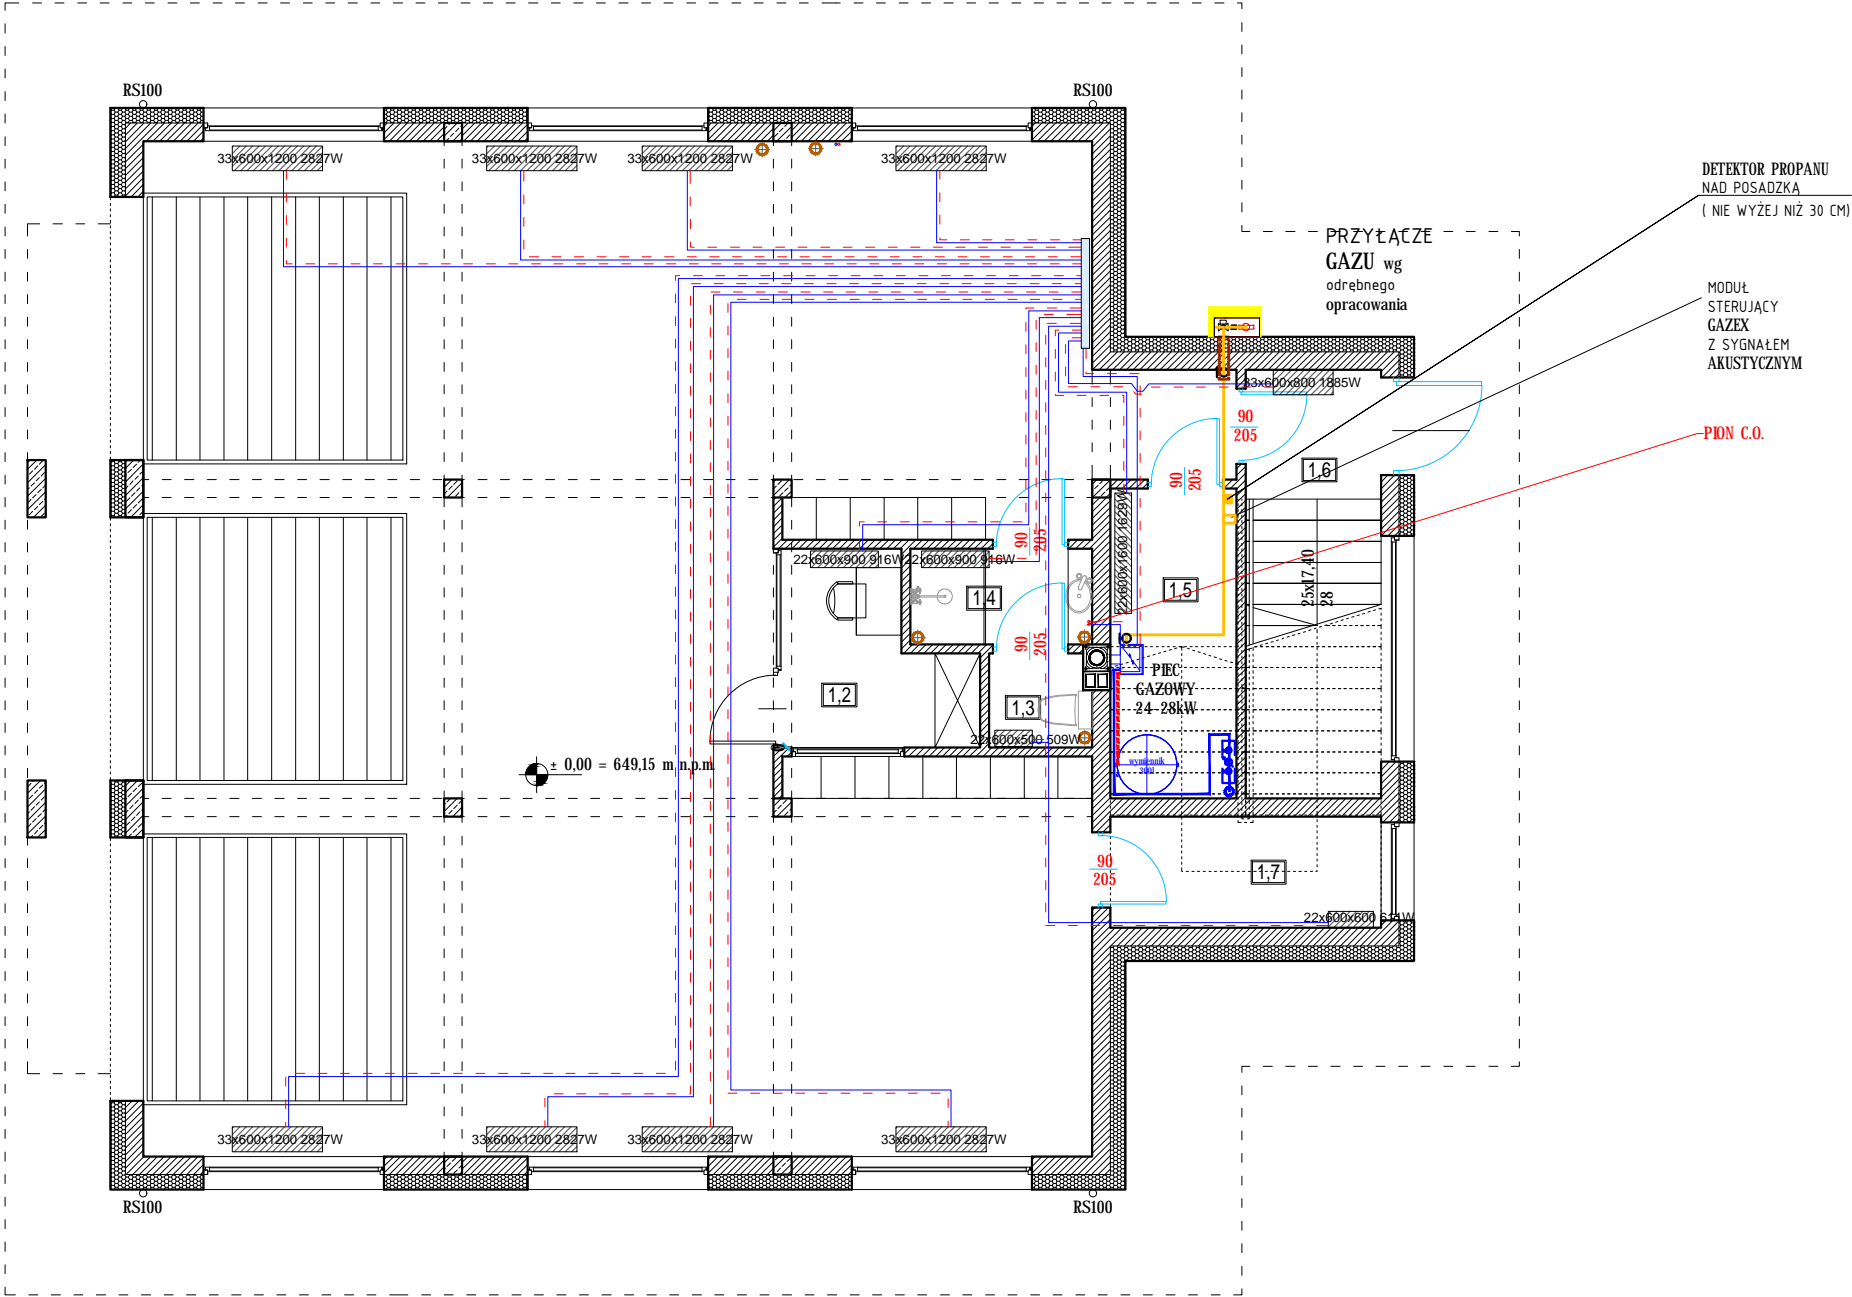 RS100
RS100
33x600x1200 2827W
33x600x1200 2827W
33x600x1200 2827W
33x600x1200 2827W
DETEKTOR PROPANU
NAD POSADZKĄ
( NIE WYŻEJ NIŻ 30 CM)
PRZYŁĄCZE
GAZU wg
odrębnego
opracowania
MODUŁ
STERUJĄCY
GAZEX
Z SYGNAŁEM
AKUSTYCZNYM
33x600x800 1885W
90
205
PION C.O.
1,6
90
205
22x600x1600 1629W
90
205
22x600x900 916W
22x600x900 916W
1,4
1,5
25x17,40
28
90
205
PIEC
GAZOWY
24-28kW
1,2
1,3
22x600x500 509W
wymiennik
300l
± 0,00 = 649,15 m n.p.m.
90
205
1,7
22x600x600 611W
33x600x1200 2827W
33x600x1200 2827W
33x600x1200 2827W
33x600x1200 2827W
RS100
RS100